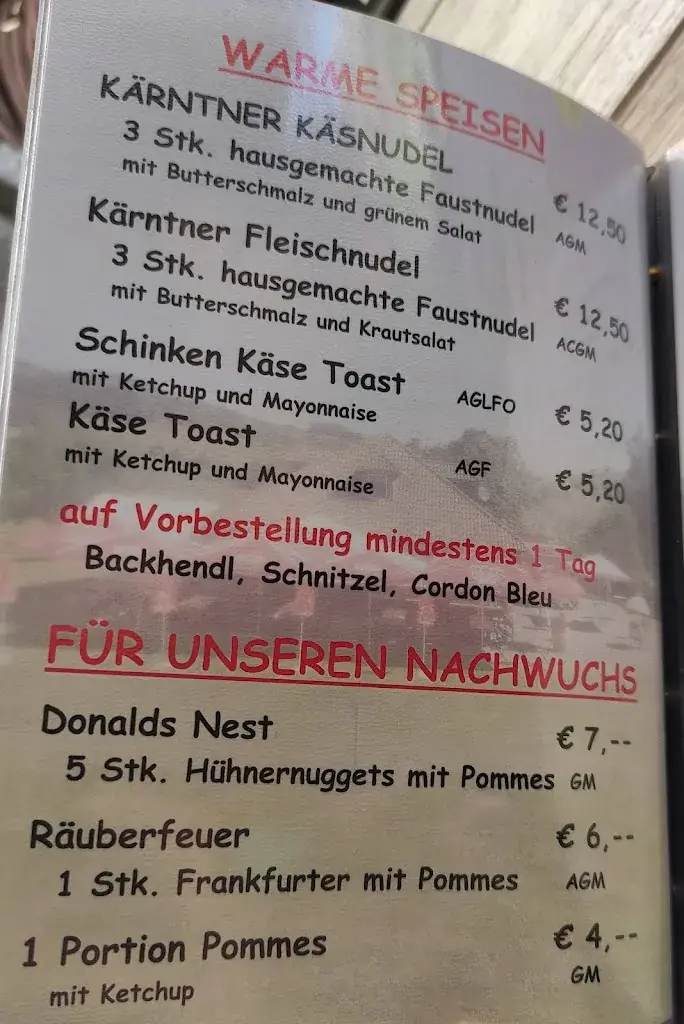 WARME SPEISEN
KÄRNTNER KÄSNUDEL
3 Stk. hausgemachte Faustnudel € 12,50
mit Butterschmalz und grünem Salat AGM
Kärntner Fleischnudel
3 Stk. hausgemachte Faustnudel € 12,50
mit Butterschmalz und Krautsalat ACGM
Schinken Käse Toast AGLFO € 5,20
mit Ketchup und Mayonnaise
Käse Toast AGF € 5,20
mit Ketchup und Mayonnaise
auf Vorbestellung mindestens 1 Tag
Backhendl, Schnitzel, Cordon Bleu
FÜR UNSEREN NACHWUCHS
Donalds Nest € 7,--
5 Stk. Hühnernuggets mit Pommes GM
Räuberfeuer € 6,--
1 Stk. Frankfurter mit Pommes AGM
1 Portion Pommes € 4,--
mit Ketchup GM